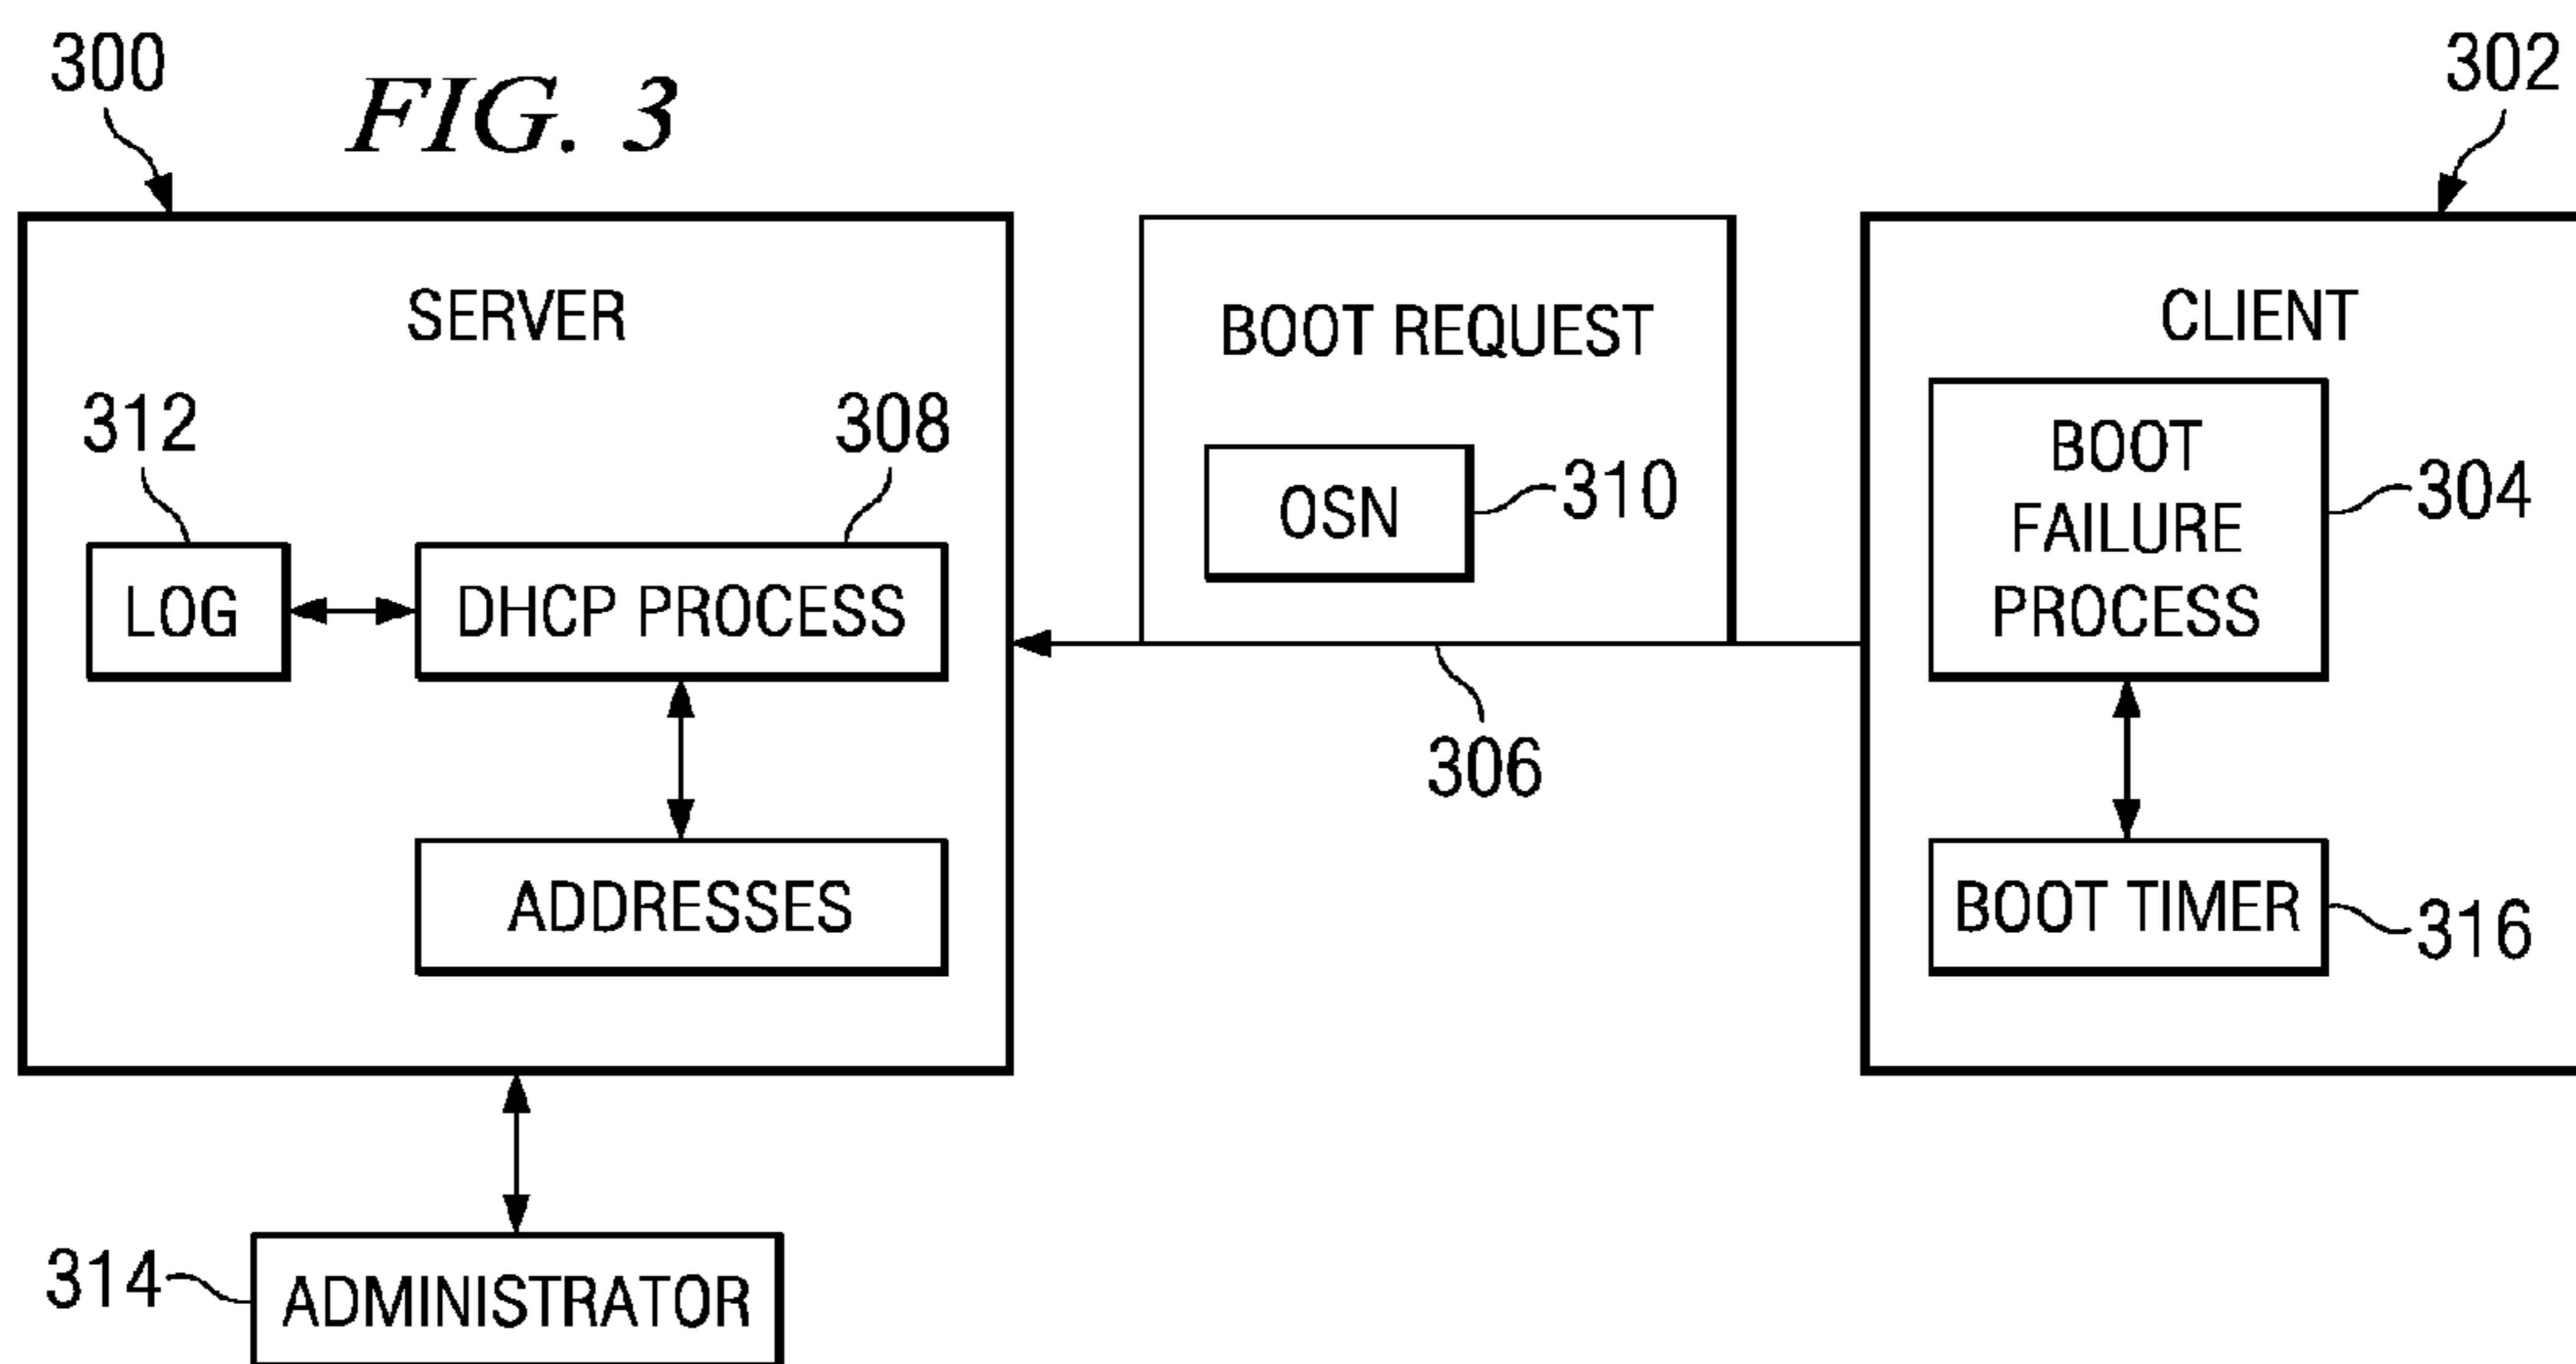 300
FIG. 3
302
SERVER
BOOT REQUEST
CLIENT
312
308
OSN
310
BOOT
FAILURE
PROCESS
304
LOG
DHCP PROCESS
306
ADDRESSES
BOOT TIMER
316
314
ADMINISTRATOR